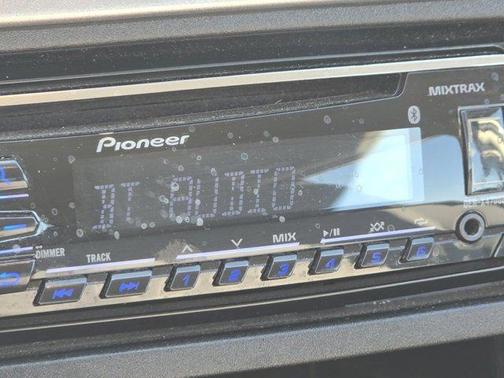 MIXTRAX
Pioneer
BT AUDIO
DIMMER
TRACK
MIX
1 2 3 4 5 6